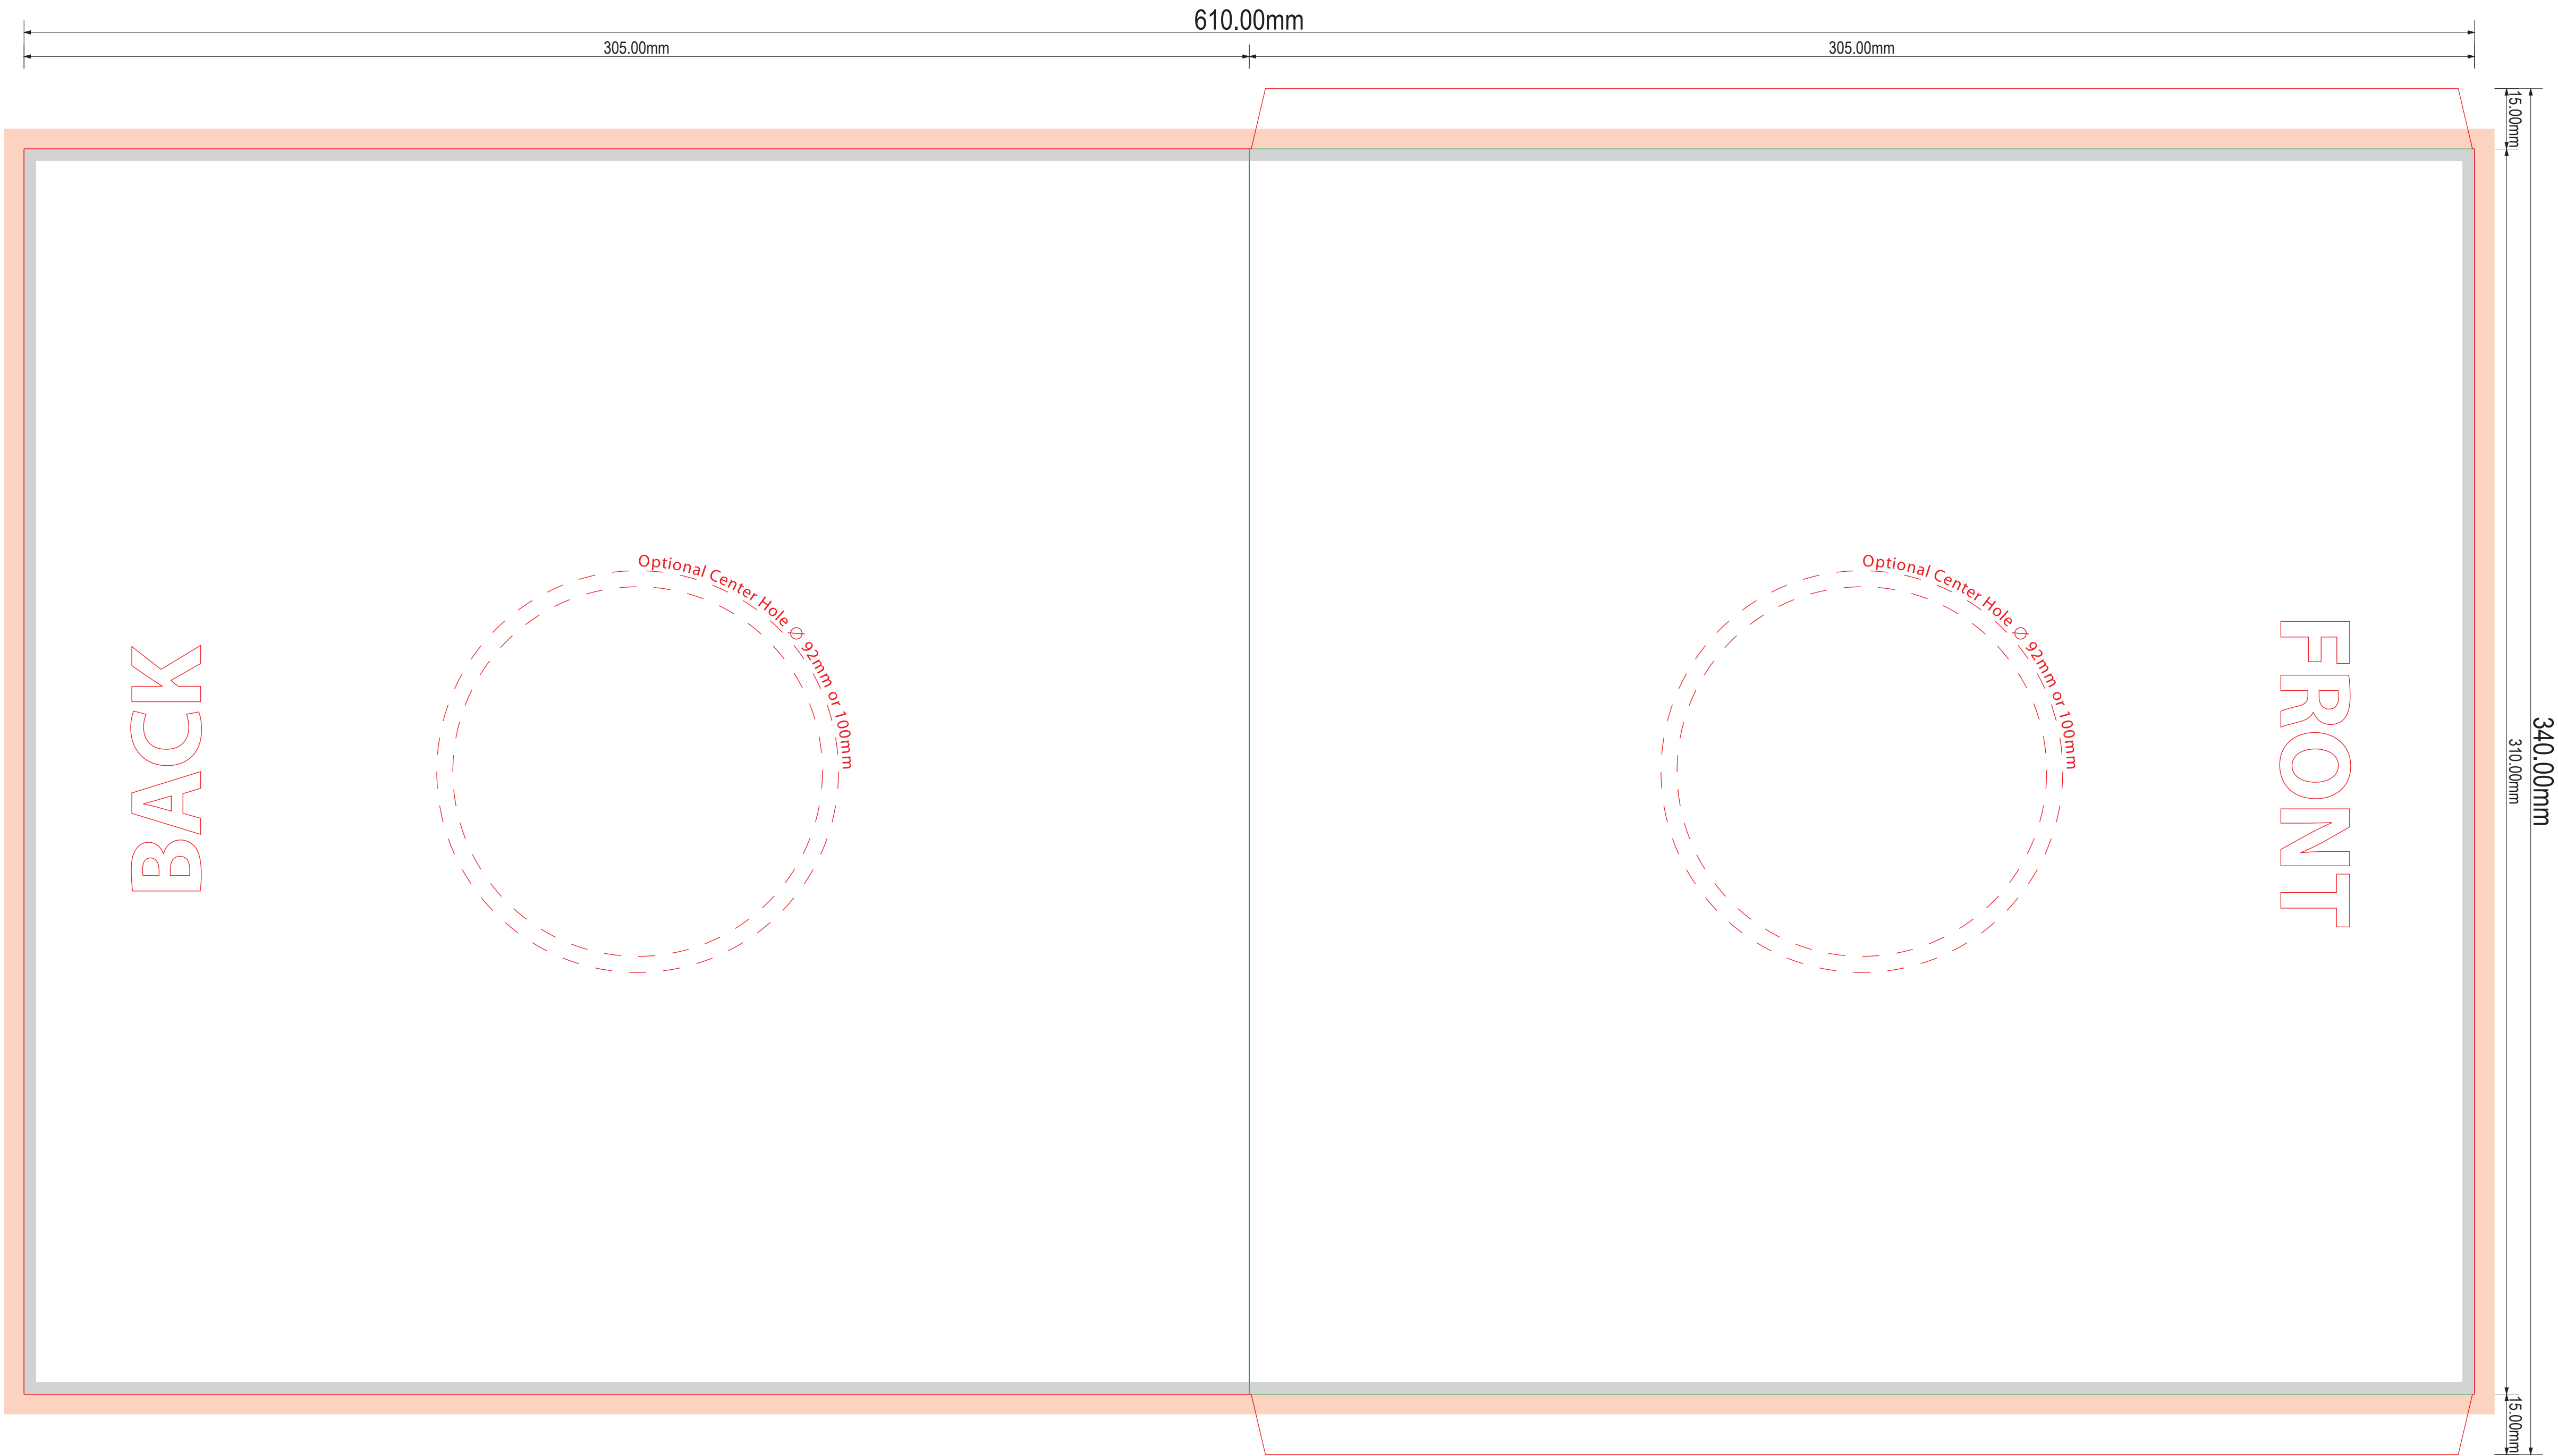 610.00mm
305.00mm
305.00mm
15.00mm
Optional Center Hole Ø 92mm or 100mm
Optional Center Hole Ø 92mm or 100mm
BACK
FRONT
310.00mm
340.00mm
15.00mm